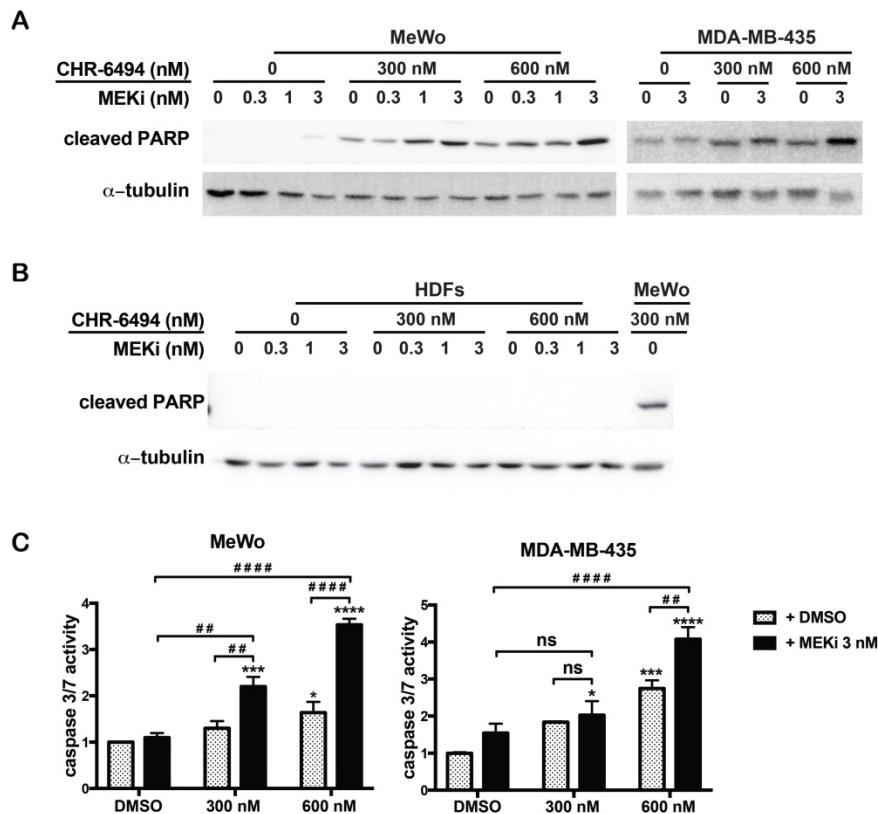 A
MeWo
MDA-MB-435
CHR-6494 (nM)
0
300 nM
600 nM
0
300 nM
600 nM
MEKi (nM)
0 0.3 1 3 0 0.3 1 3 0 0.3 1 3
0 3 0 3 0 3
cleaved PARP
α-tubulin
B
HDFs
MeWo
CHR-6494 (nM)
0
300 nM
600 nM
300 nM
MEKi (nM)
0 0.3 1 3 0 0.3 1 3 0 0.3 1 3
0
cleaved PARP
α-tubulin
C
MeWo
####
####
##
##
****
***
*
caspase 3/7 activity
4
3
2
1
0
DMSO
300 nM
600 nM
MDA-MB-435
####
##
ns
ns
****
***
*
caspase 3/7 activity
5
4
3
2
1
0
DMSO
300 nM
600 nM
+ DMSO
+ MEKi 3 nM